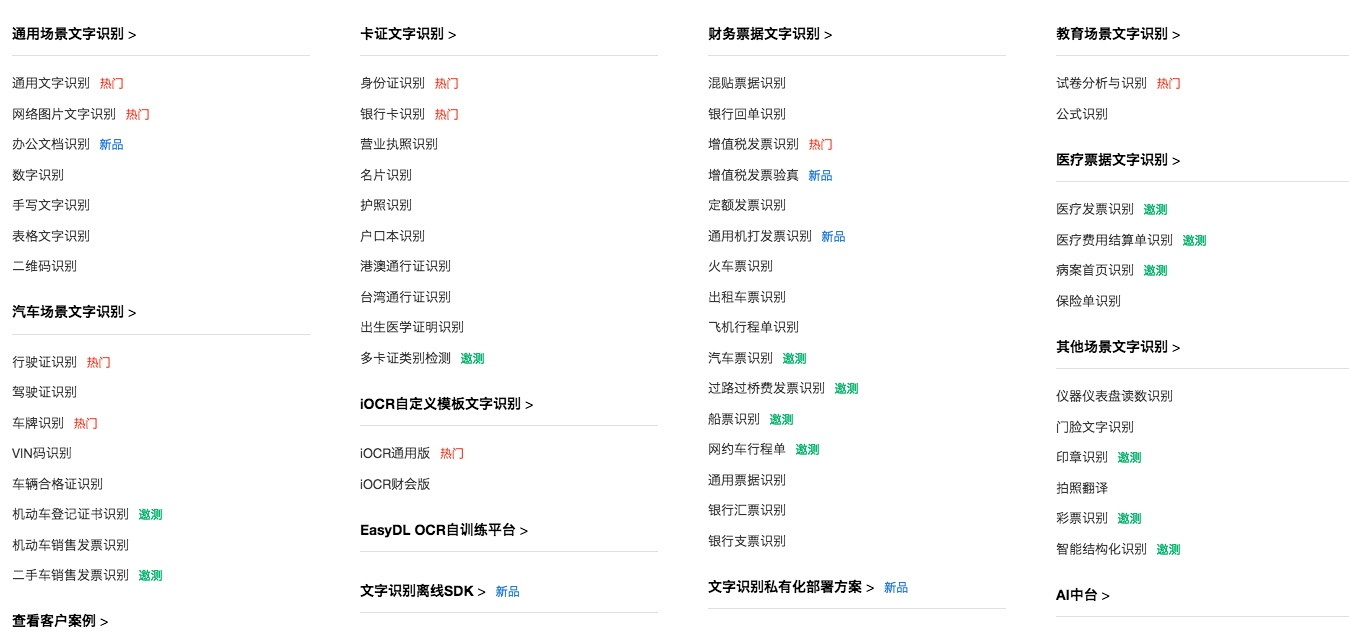 通用场景文字识别 >
通用文字识别 热门
网络图片文字识别 热门
办公文档识别 新品
数字识别
手写文字识别
表格文字识别
二维码识别
汽车场景文字识别 >
行驶证识别 热门
驾驶证识别
车牌识别 热门
VIN码识别
车辆合格证识别
机动车登记证书识别 邀测
机动车销售发票识别
二手车销售发票识别 邀测
查看客户案例 >
卡证文字识别 >
身份证识别 热门
银行卡识别 热门
营业执照识别
名片识别
护照识别
户口本识别
港澳通行证识别
台湾通行证识别
出生医学证明识别
多卡证类别检测 邀测
iOCR自定义模板文字识别 >
iOCR通用版 热门
iOCR财会版
EasyDL OCR自训练平台 >
文字识别离线SDK > 新品
财务票据文字识别 >
混贴票据识别
银行回单识别
增值税发票识别 热门
增值税发票验真 新品
定额发票识别
通用机打发票识别 新品
火车票识别
出租车票识别
飞机行程单识别
汽车票识别 邀测
过路过桥费发票识别 邀测
船票识别 邀测
网约车行程单 邀测
通用票据识别
银行汇票识别
银行支票识别
文字识别私有化部署方案 > 新品
教育场景文字识别 >
试卷分析与识别 热门
公式识别
医疗票据文字识别 >
医疗发票识别 邀测
医疗费用结算单识别 邀测
病案首页识别 邀测
保险单识别
其他场景文字识别 >
仪器仪表盘读数识别
门脸文字识别
印章识别 邀测
拍照翻译
彩票识别 邀测
智能结构化识别 邀测
AI中台 >